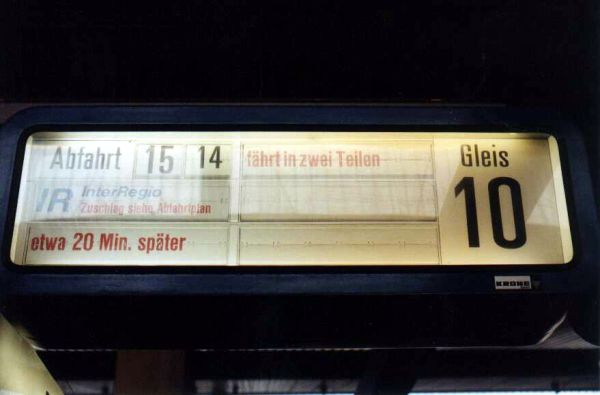 Abfahrt 15 14 fährt in zwei Teilen Gleis
IR InterRegio
Zuschlag siehe Abfahrtplan
10
etwa 20 Min. später
KRONE